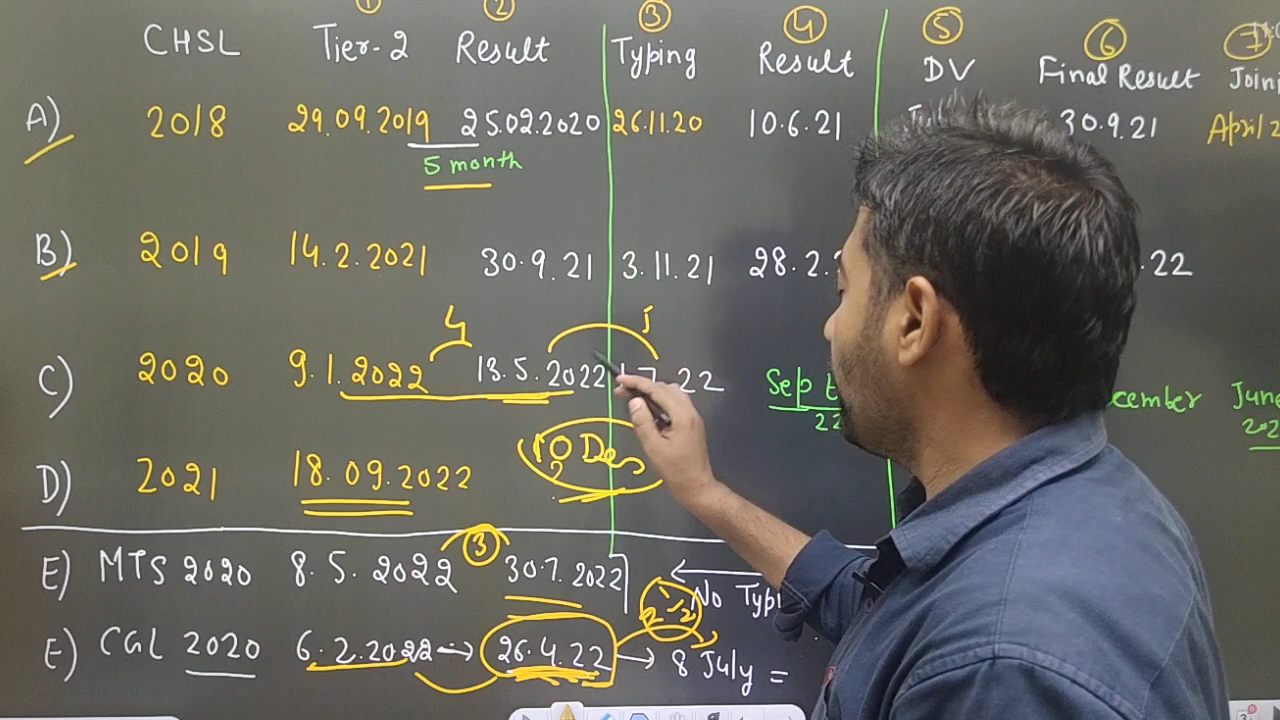 ① ② ③ ④ ⑤ ⑥ ⑦
CHSL Tier-2 Result Typing Result DV Final Result
A) 2018 29.09.2019 25.02.2020 26.11.20 10.6.21 30.9.21 April
5 month
B) 2019 14.2.2021 30.9.21 3.11.21 28.2. .22
4 5
C) 2020 9.1.2022 13.5.2022 22 Sep June
22
D) 2021 18.09.2022 10 Dec
E) MTS 2020 8.5.2022 ③ 30.7.2022 No
E) CGL 2020 6.2.2022 → 26.4.22 → 8 July =